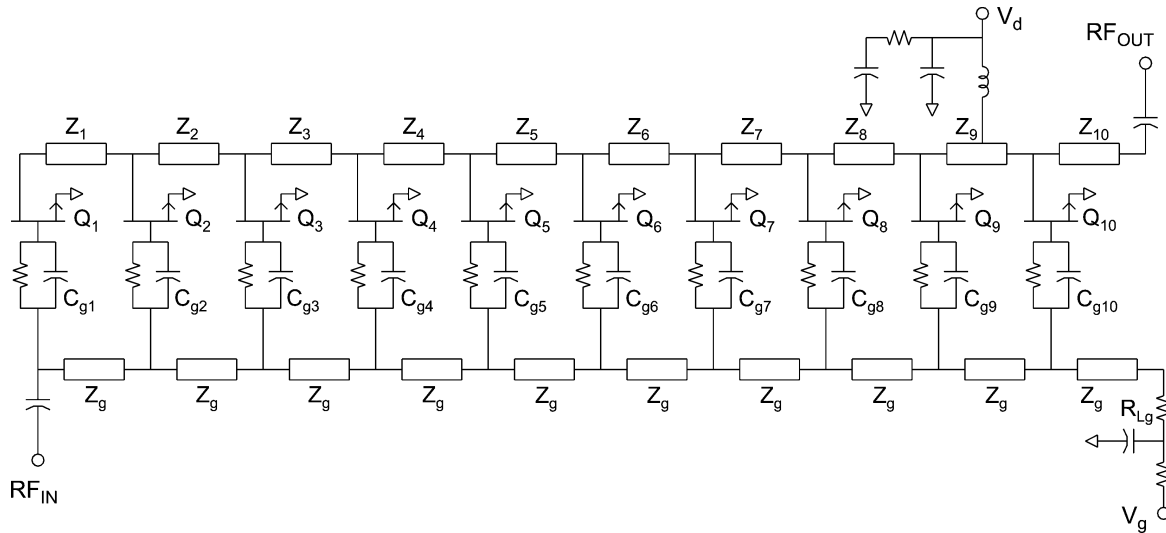 V_d
RF_OUT
Z_1 Z_2 Z_3 Z_4 Z_5 Z_6 Z_7 Z_8 Z_9 Z_10
Q_1 Q_2 Q_3 Q_4 Q_5 Q_6 Q_7 Q_8 Q_9 Q_10
C_g1 C_g2 C_g3 C_g4 C_g5 C_g6 C_g7 C_g8 C_g9 C_g10
Z_g Z_g Z_g Z_g Z_g Z_g Z_g Z_g Z_g Z_g
R_Lg
RF_IN
V_g